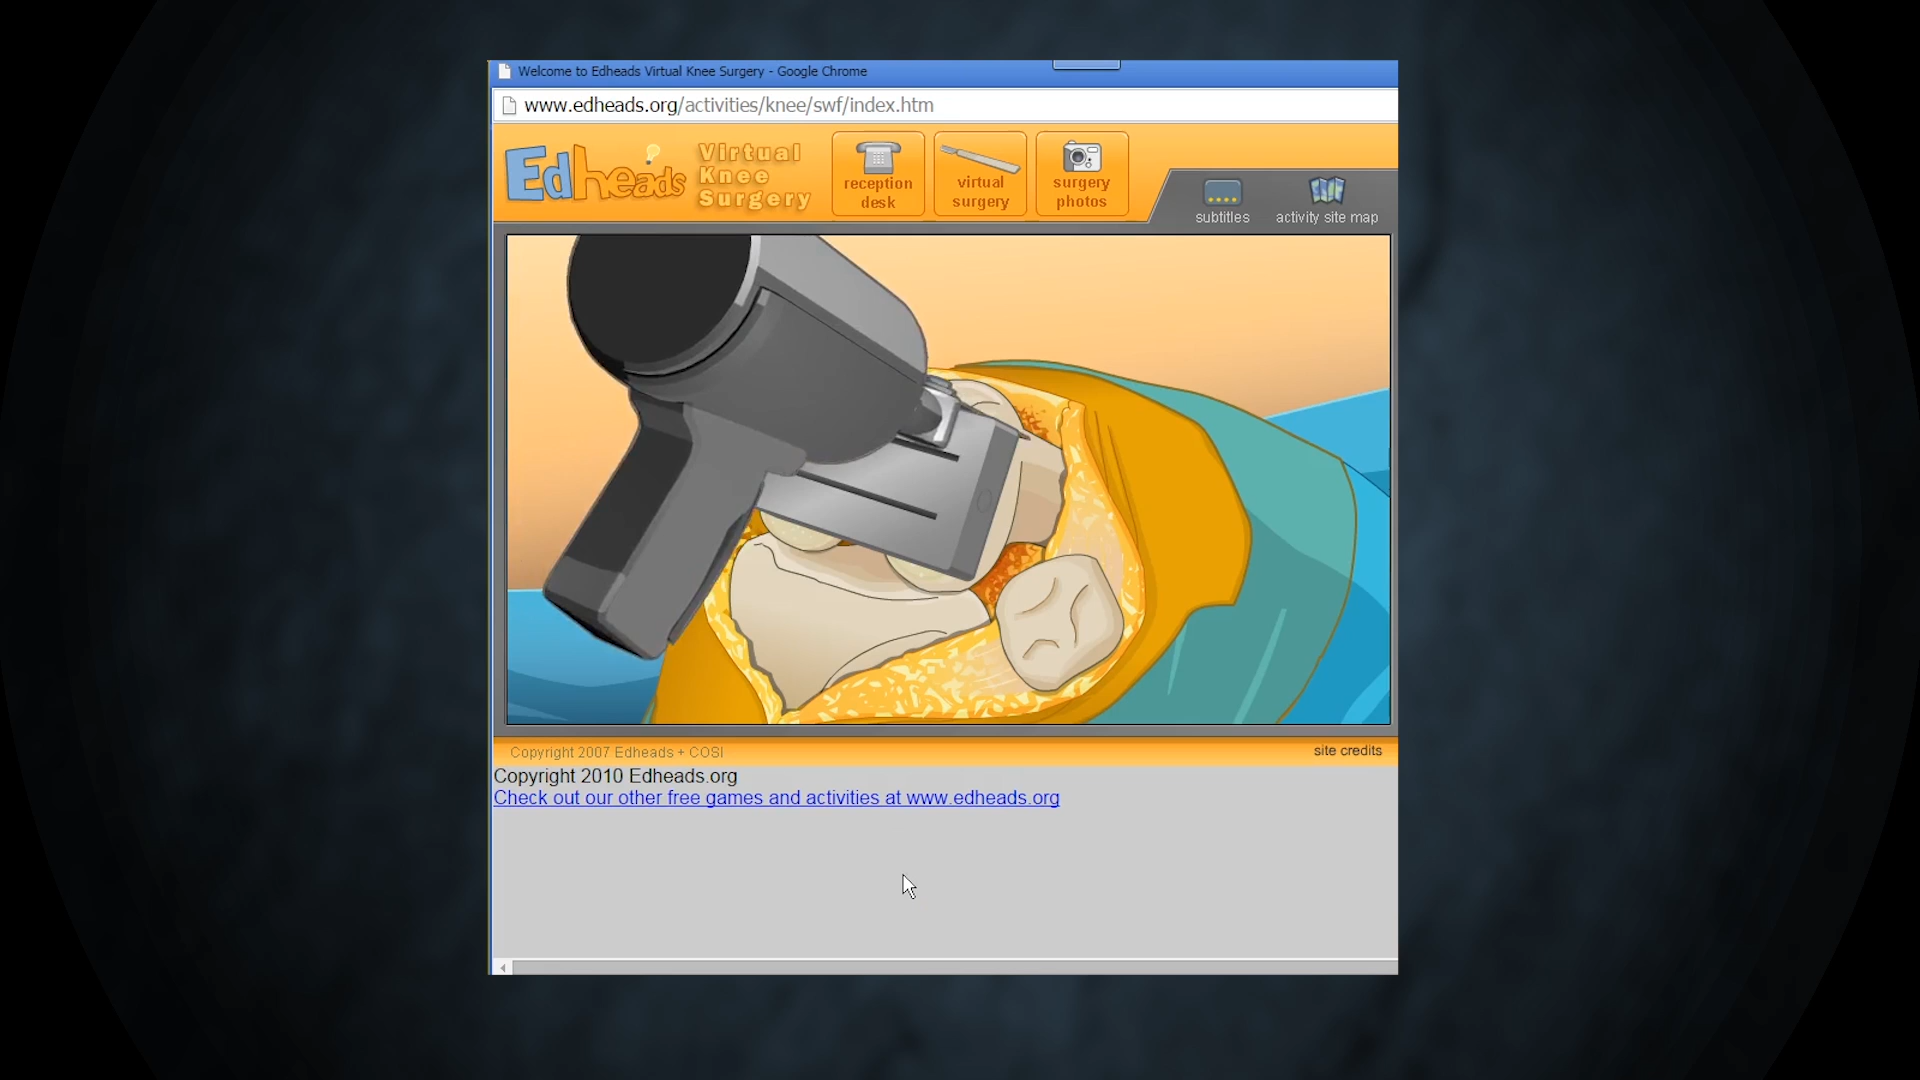 Welcome to Edheads Virtual Knee Surgery - Google Chrome
www.edheads.org/activities/knee/swf/index.htm
Edheads
Virtual
Knee
Surgery
reception
desk
virtual
surgery
surgery
photos
subtitles
activity site map
Copyright 2007 Edheads + COSI
site credits
Copyright 2010 Edheads.org
Check out our other free games and activities at www.edheads.org